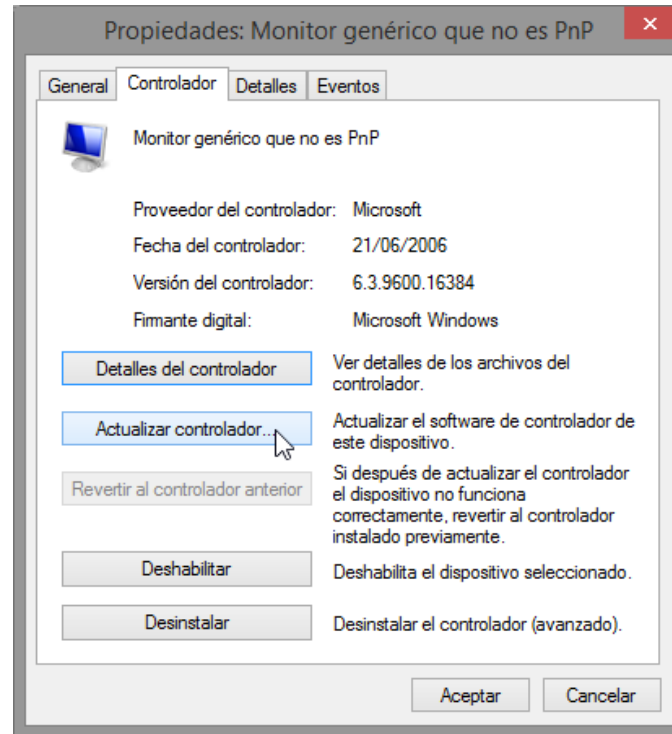 Propiedades: Monitor genérico que no es PnP
General Controlador Detalles Eventos
Monitor genérico que no es PnP
Proveedor del controlador: Microsoft
Fecha del controlador: 21/06/2006
Versión del controlador: 6.3.9600.16384
Firmante digital: Microsoft Windows
Detalles del controlador
Ver detalles de los archivos del
controlador.
Actualizar controlador...
Actualizar el software de controlador de
este dispositivo.
Revertir al controlador anterior
Si después de actualizar el controlador
el dispositivo no funciona
correctamente, revertir al controlador
instalado previamente.
Deshabilitar
Deshabilita el dispositivo seleccionado.
Desinstalar
Desinstalar el controlador (avanzado).
Aceptar Cancelar